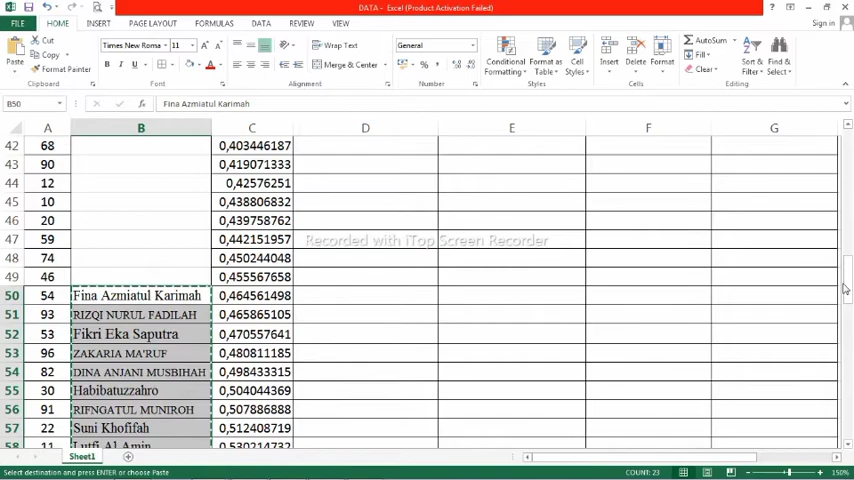 DATA - Excel (Product Activation Failed)
FILE HOME INSERT PAGE LAYOUT FORMULAS DATA REVIEW VIEW Sign in
Paste Cut Copy Format Painter
Clipboard
Times New Roma 11
B I U
Font
Wrap Text
Merge & Center
Alignment
General
Number
Conditional Formatting
Format as Table
Cell Styles
Styles
Insert Delete Format
Cells
AutoSum
Fill
Clear
Sort & Filter
Find & Select
Editing
B50 fx Fina Azmiatul Karimah
A B C D E F G
42 68 0,403446187
43 90 0,419071333
44 12 0,42576251
45 10 0,438806832
46 20 0,439758762
47 59 0,442151957
48 74 0,450244048
49 46 0,455567658
50 54 Fina Azmiatul Karimah 0,464561498
51 93 RIZQI NURUL FADILAH 0,465865105
52 53 Fikri Eka Saputra 0,470557641
53 96 ZAKARIA MA'RUF 0,480811185
54 82 DINA ANJANI MUSBIHAH 0,498433315
55 30 Habibatuzzahro 0,504044369
56 91 RIFNGATUL MUNIROH 0,507886888
57 22 Suni Khofifah 0,512408719
58 11 Lutfi Al Amin 0,530214732
Recorded with iTop Screen Recorder
Sheet1
Select destination and press ENTER or choose Paste COUNT: 23 150%